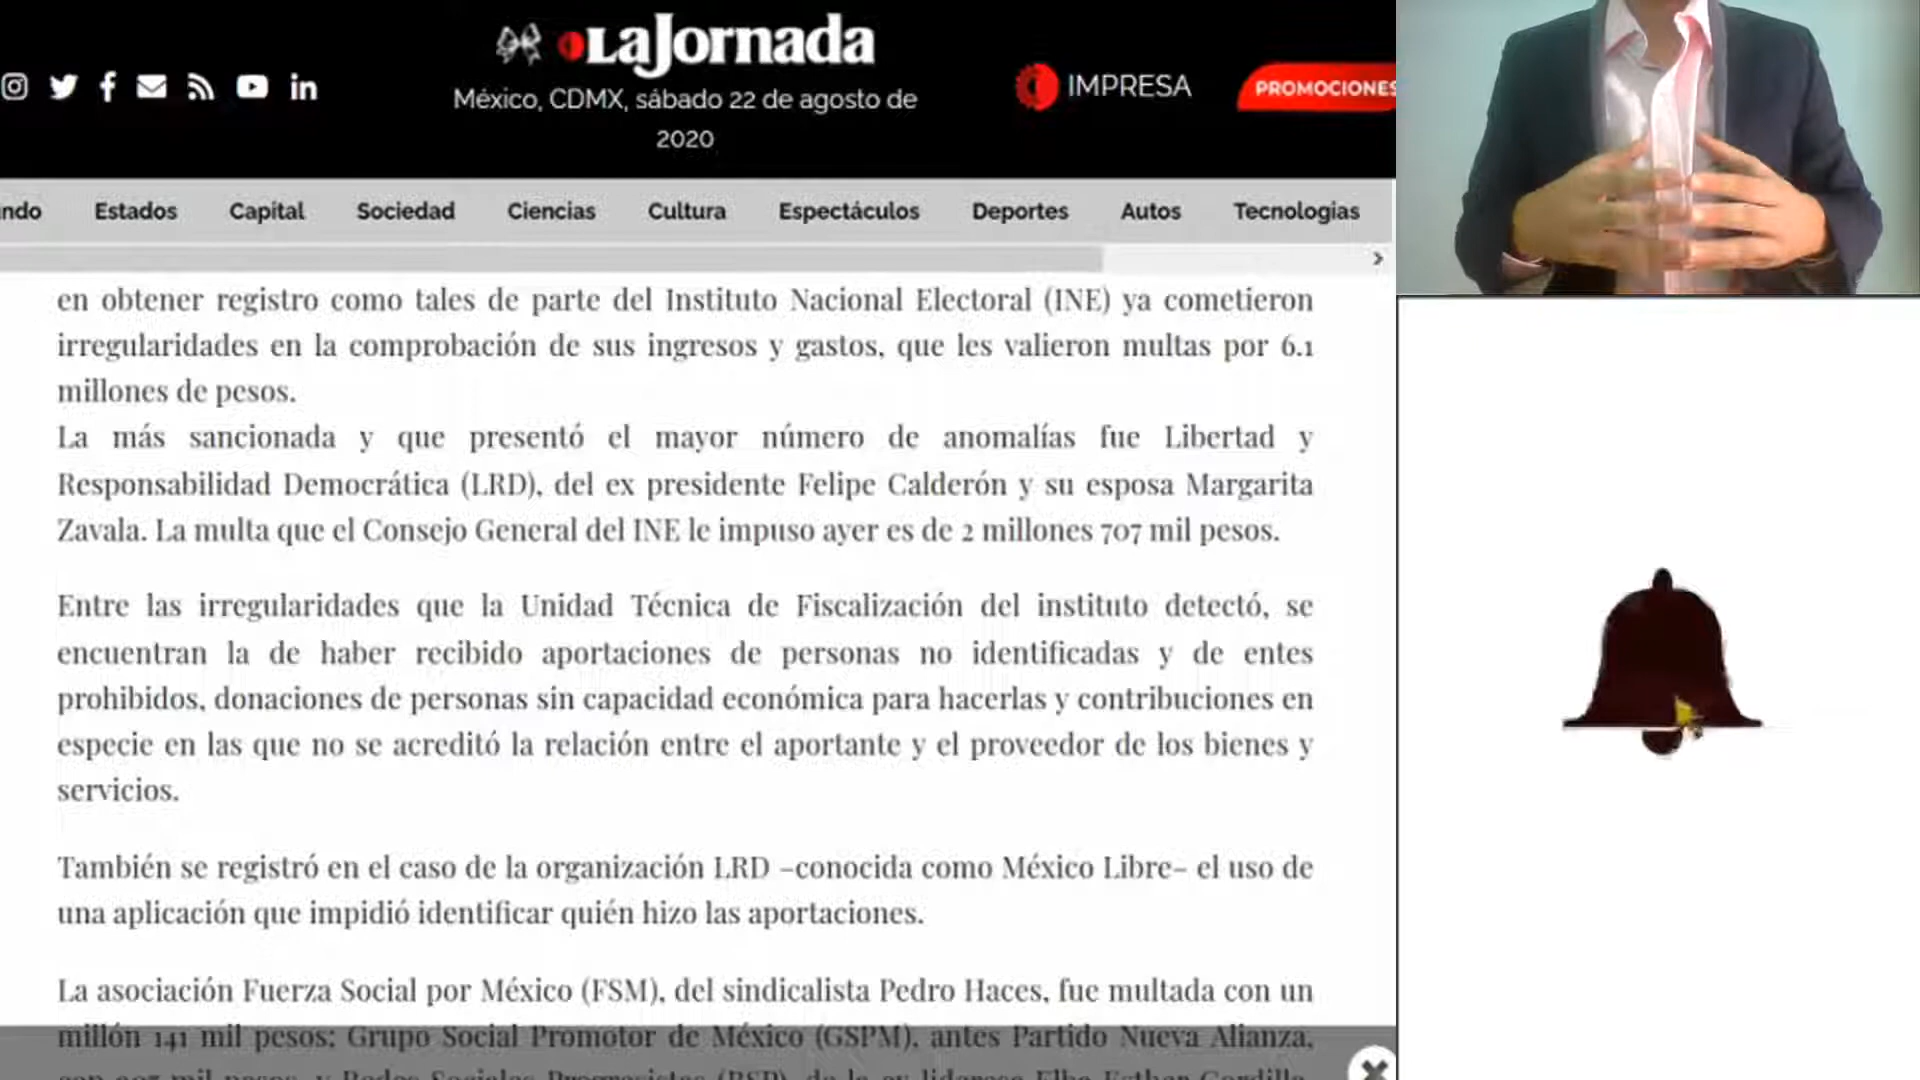 La Jornada
México, CDMX, sábado 22 de agosto de
2020
IMPRESA
PROMOCIONES
Estados Capital Sociedad Ciencias Cultura Espectáculos Deportes Autos Tecnologias
en obtener registro como tales de parte del Instituto Nacional Electoral (INE) ya cometieron
irregularidades en la comprobación de sus ingresos y gastos, que les valieron multas por 6.1
millones de pesos.
La más sancionada y que presentó el mayor número de anomalías fue Libertad y
Responsabilidad Democrática (LRD), del ex presidente Felipe Calderón y su esposa Margarita
Zavala. La multa que el Consejo General del INE le impuso ayer es de 2 millones 707 mil pesos.
Entre las irregularidades que la Unidad Técnica de Fiscalización del instituto detectó, se
encuentran la de haber recibido aportaciones de personas no identificadas y de entes
prohibidos, donaciones de personas sin capacidad económica para hacerlas y contribuciones en
especie en las que no se acreditó la relación entre el aportante y el proveedor de los bienes y
servicios.
También se registró en el caso de la organización LRD –conocida como México Libre– el uso de
una aplicación que impidió identificar quién hizo las aportaciones.
La asociación Fuerza Social por México (FSM), del sindicalista Pedro Haces, fue multada con un
millón 141 mil pesos; Grupo Social Promotor de México (GSPM), antes Partido Nueva Alianza,